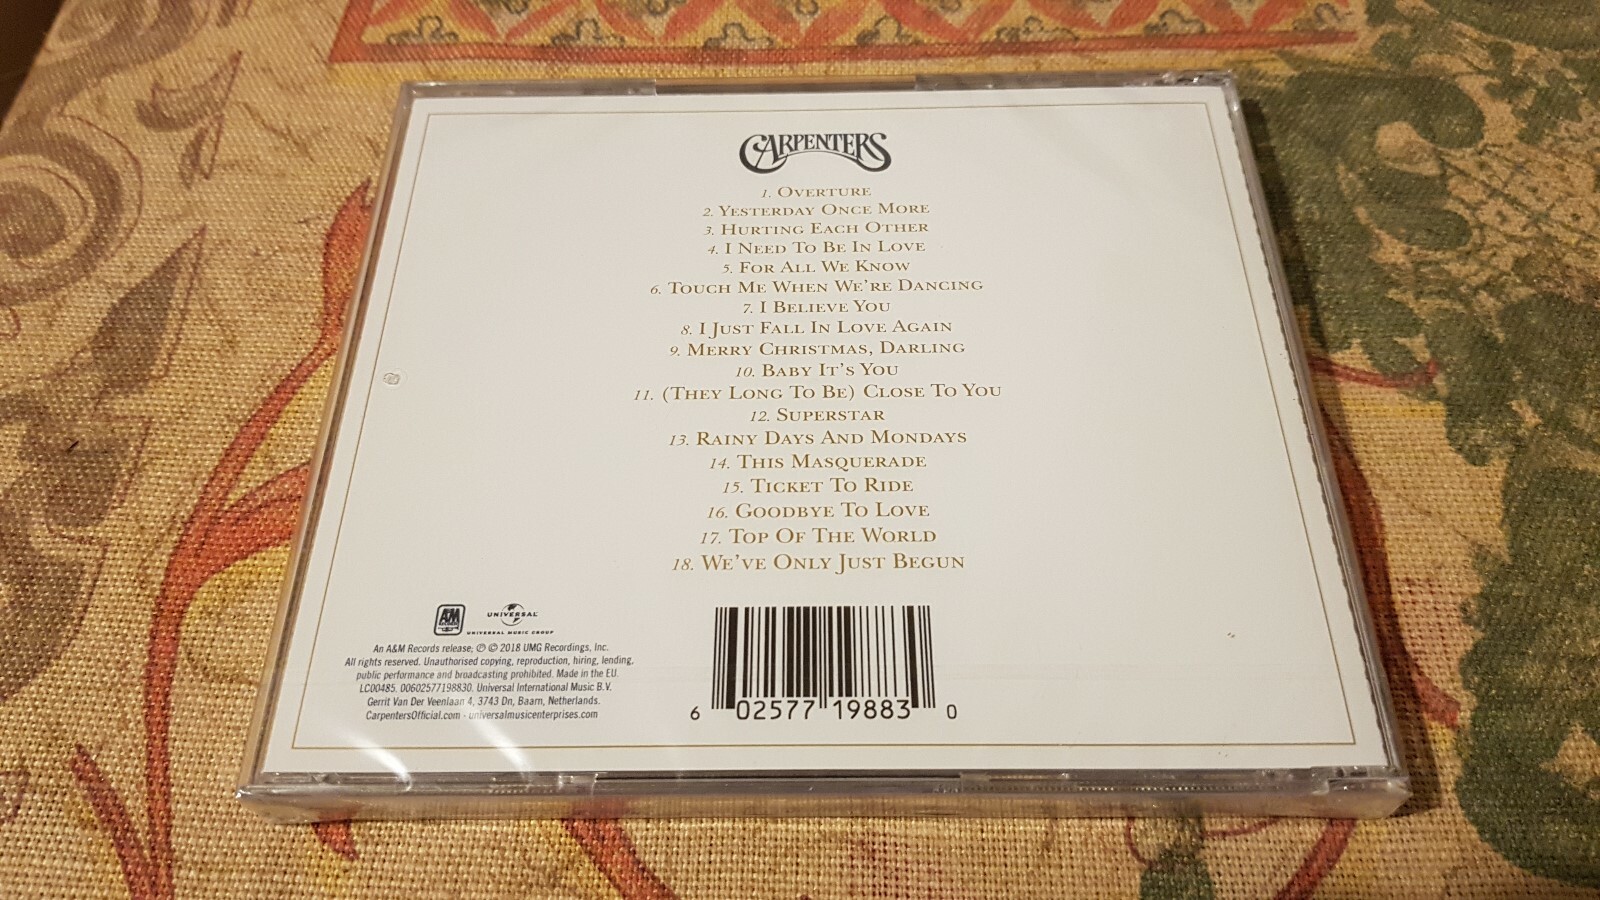 CARPENTERS
1. OVERTURE
2. YESTERDAY ONCE MORE
3. HURTING EACH OTHER
4. I NEED TO BE IN LOVE
5. FOR ALL WE KNOW
6. TOUCH ME WHEN WE'RE DANCING
7. I BELIEVE YOU
8. I JUST FALL IN LOVE AGAIN
9. MERRY CHRISTMAS, DARLING
10. BABY IT'S YOU
11. (THEY LONG TO BE) CLOSE TO YOU
12. SUPERSTAR
13. RAINY DAYS AND MONDAYS
14. THIS MASQUERADE
15. TICKET TO RIDE
16. GOODBYE TO LOVE
17. TOP OF THE WORLD
18. WE'VE ONLY JUST BEGUN
A&M RECORDS
UNIVERSAL
UNIVERSAL MUSIC GROUP
An A&M Records release; ℗ © 2018 UMG Recordings, Inc.
All rights reserved. Unauthorised copying, reproduction, hiring, lending,
public performance and broadcasting prohibited. Made in the EU.
LC00485. 00602577198830. Universal International Music B.V.
Gerrit Van Der Veenlaan 4, 3743 Dn, Baarn, Netherlands.
CarpentersOfficial.com - universalmusicenterprises.com
6 02577 19883 0